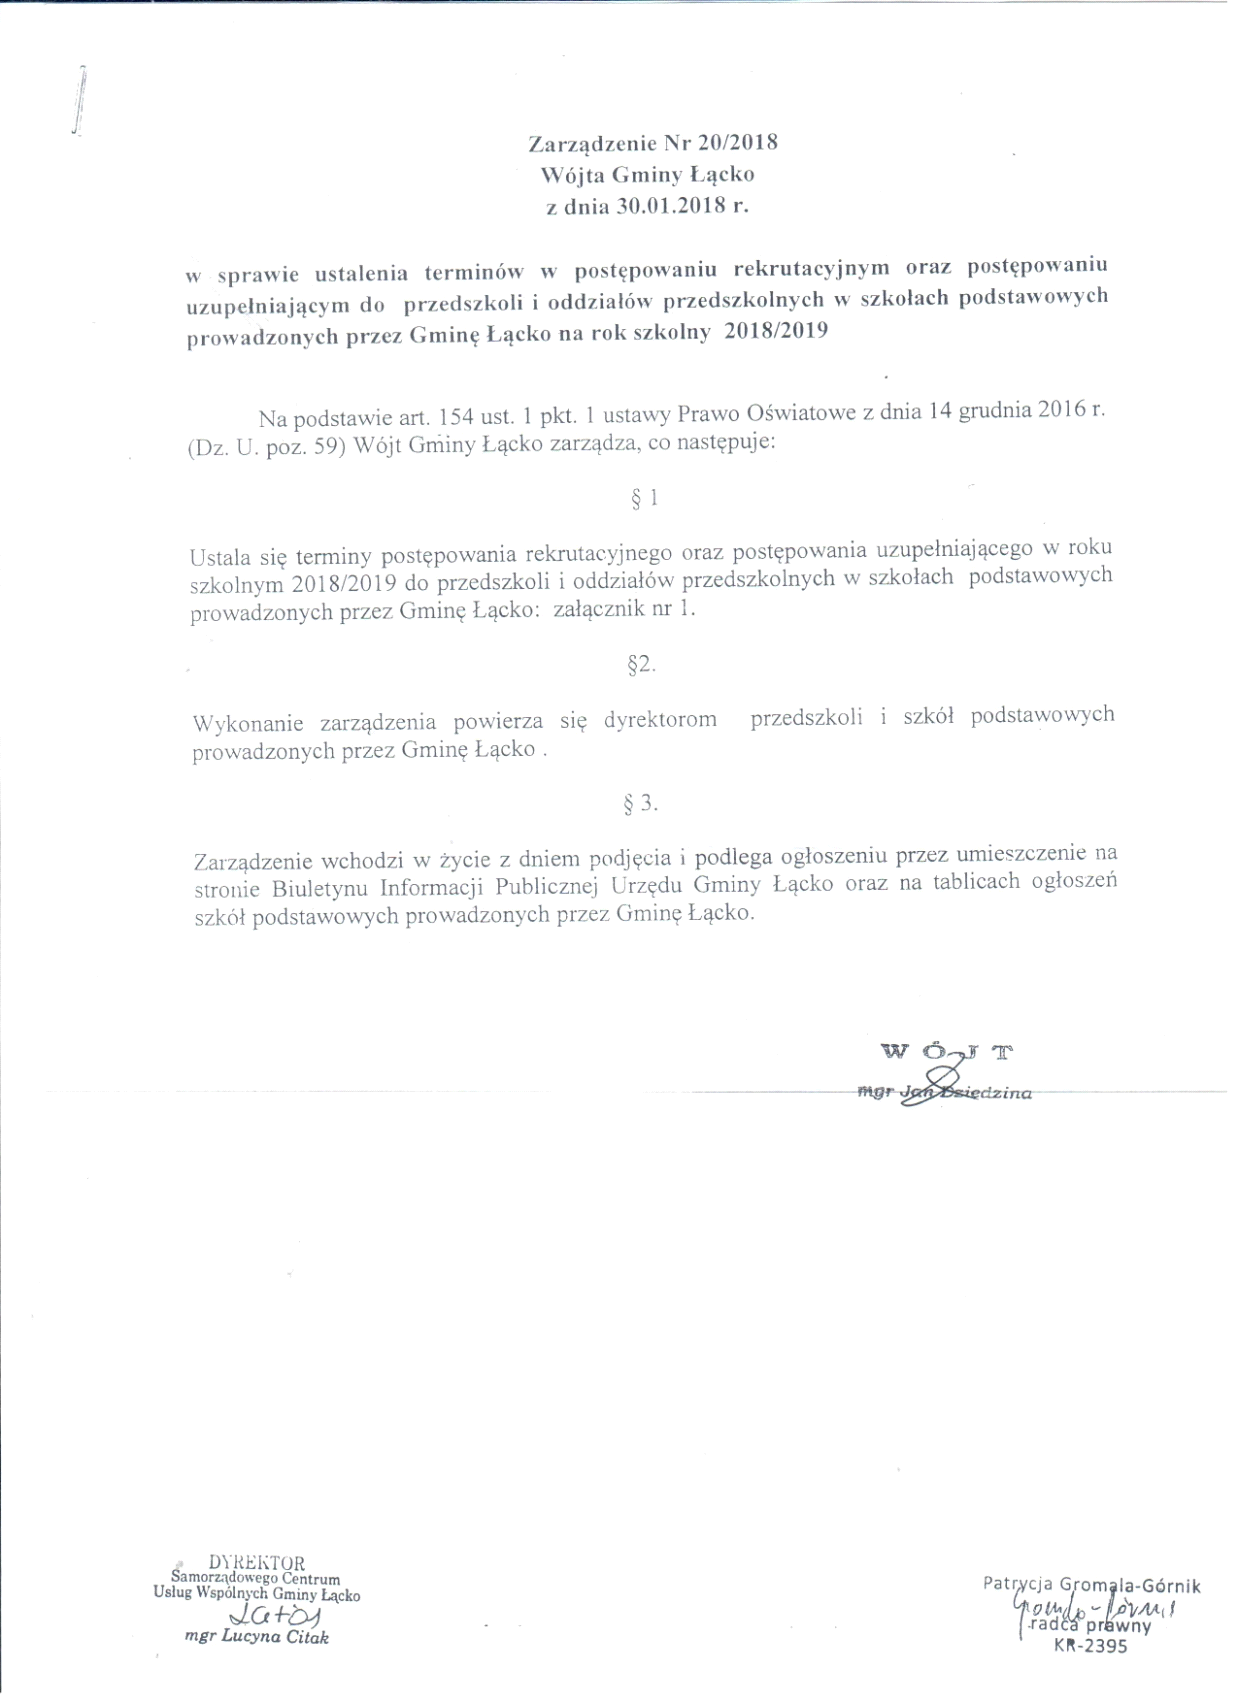 Zarządzenie Nr 20/2018
Wójta Gminy Łącko
z dnia 30.01.2018 r.
w sprawie ustalenia terminów w postępowaniu rekrutacyjnym oraz postępowaniu
uzupełniającym do przedszkoli i oddziałów przedszkolnych w szkołach podstawowych
prowadzonych przez Gminę Łącko na rok szkolny 2018/2019
Na podstawie art. 154 ust. 1 pkt. 1 ustawy Prawo Oświatowe z dnia 14 grudnia 2016 r.
(Dz. U. poz. 59) Wójt Gminy Łącko zarządza, co następuje:
§ 1
Ustala się terminy postępowania rekrutacyjnego oraz postępowania uzupełniającego w roku
szkolnym 2018/2019 do przedszkoli i oddziałów przedszkolnych w szkołach podstawowych
prowadzonych przez Gminę Łącko: załącznik nr 1.
§2.
Wykonanie zarządzenia powierza się dyrektorom przedszkoli i szkół podstawowych
prowadzonych przez Gminę Łącko .
§ 3.
Zarządzenie wchodzi w życie z dniem podjęcia i podlega ogłoszeniu przez umieszczenie na
stronie Biuletynu Informacji Publicznej Urzędu Gminy Łącko oraz na tablicach ogłoszeń
szkół podstawowych prowadzonych przez Gminę Łącko.
WÓJT
mgr Jan Dziedzina
DYREKTOR
Samorządowego Centrum
Usług Wspólnych Gminy Łącko
mgr Lucyna Citak
Patrycja Gromala-Górnik
radca prawny
KR-2395